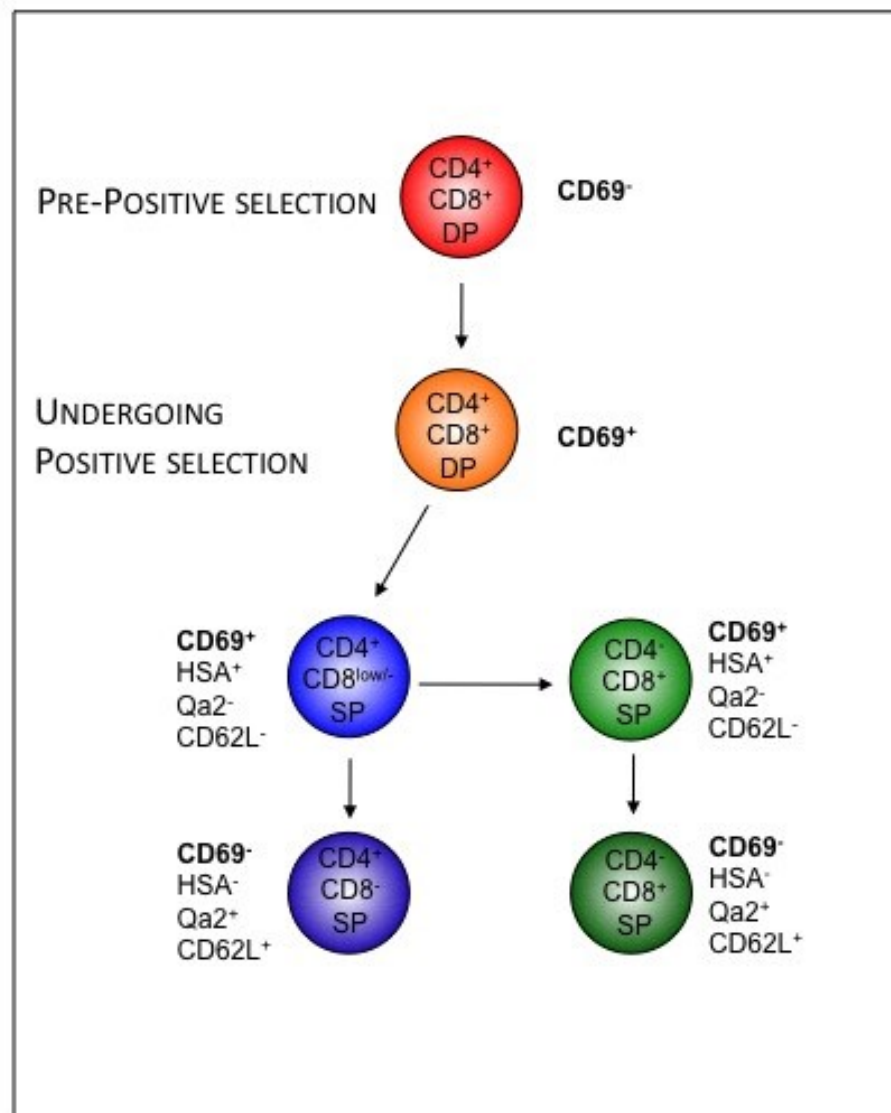 CD4⁺
CD8⁺
DP
PRE-POSITIVE SELECTION
CD69⁻
CD4⁺
CD8⁺
DP
UNDERGOING
POSITIVE SELECTION
CD69⁺
CD69⁺
HSA⁺
Qa2⁻
CD62L⁻
CD4⁺
CD8low/-
SP
CD4⁻
CD8⁺
SP
CD69⁺
HSA⁺
Qa2⁻
CD62L⁻
CD69⁻
HSA⁻
Qa2⁺
CD62L⁺
CD4⁺
CD8⁻
SP
CD4⁻
CD8⁺
SP
CD69⁻
HSA⁻
Qa2⁺
CD62L⁺